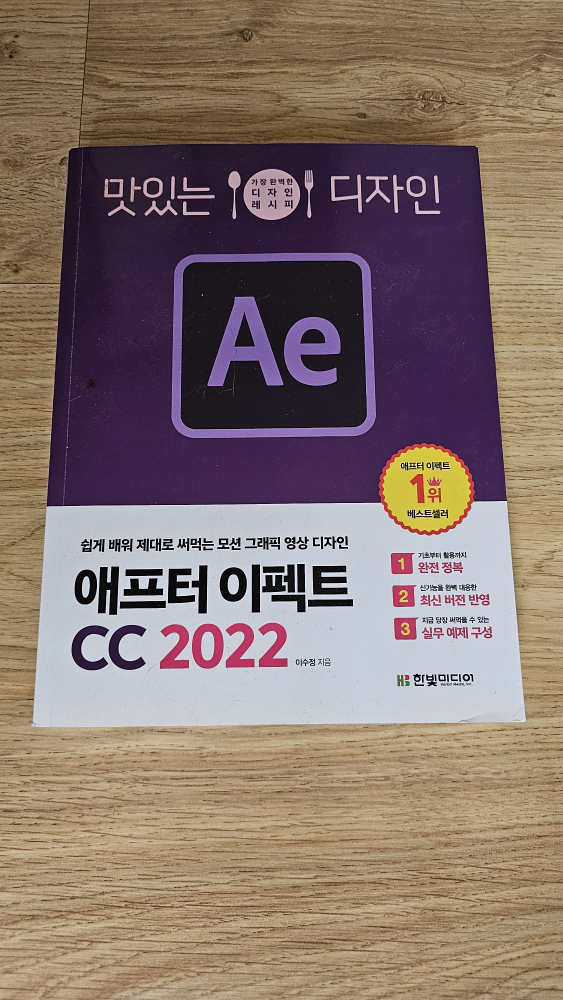 맛있는
가장 완벽한
디자인
레시피
디자인
Ae
애프터 이펙트
1위
베스트셀러
쉽게 배워 제대로 써먹는 모션 그래픽 영상 디자인
애프터 이펙트
CC 2022
이수정 지음
1 기초부터 활용까지
완전 정복
2 신기능을 완벽 대응한
최신 버전 반영
3 지금 당장 써먹을 수 있는
실무 예제 구성
HB 한빛미디어
Hanbit Media, Inc.